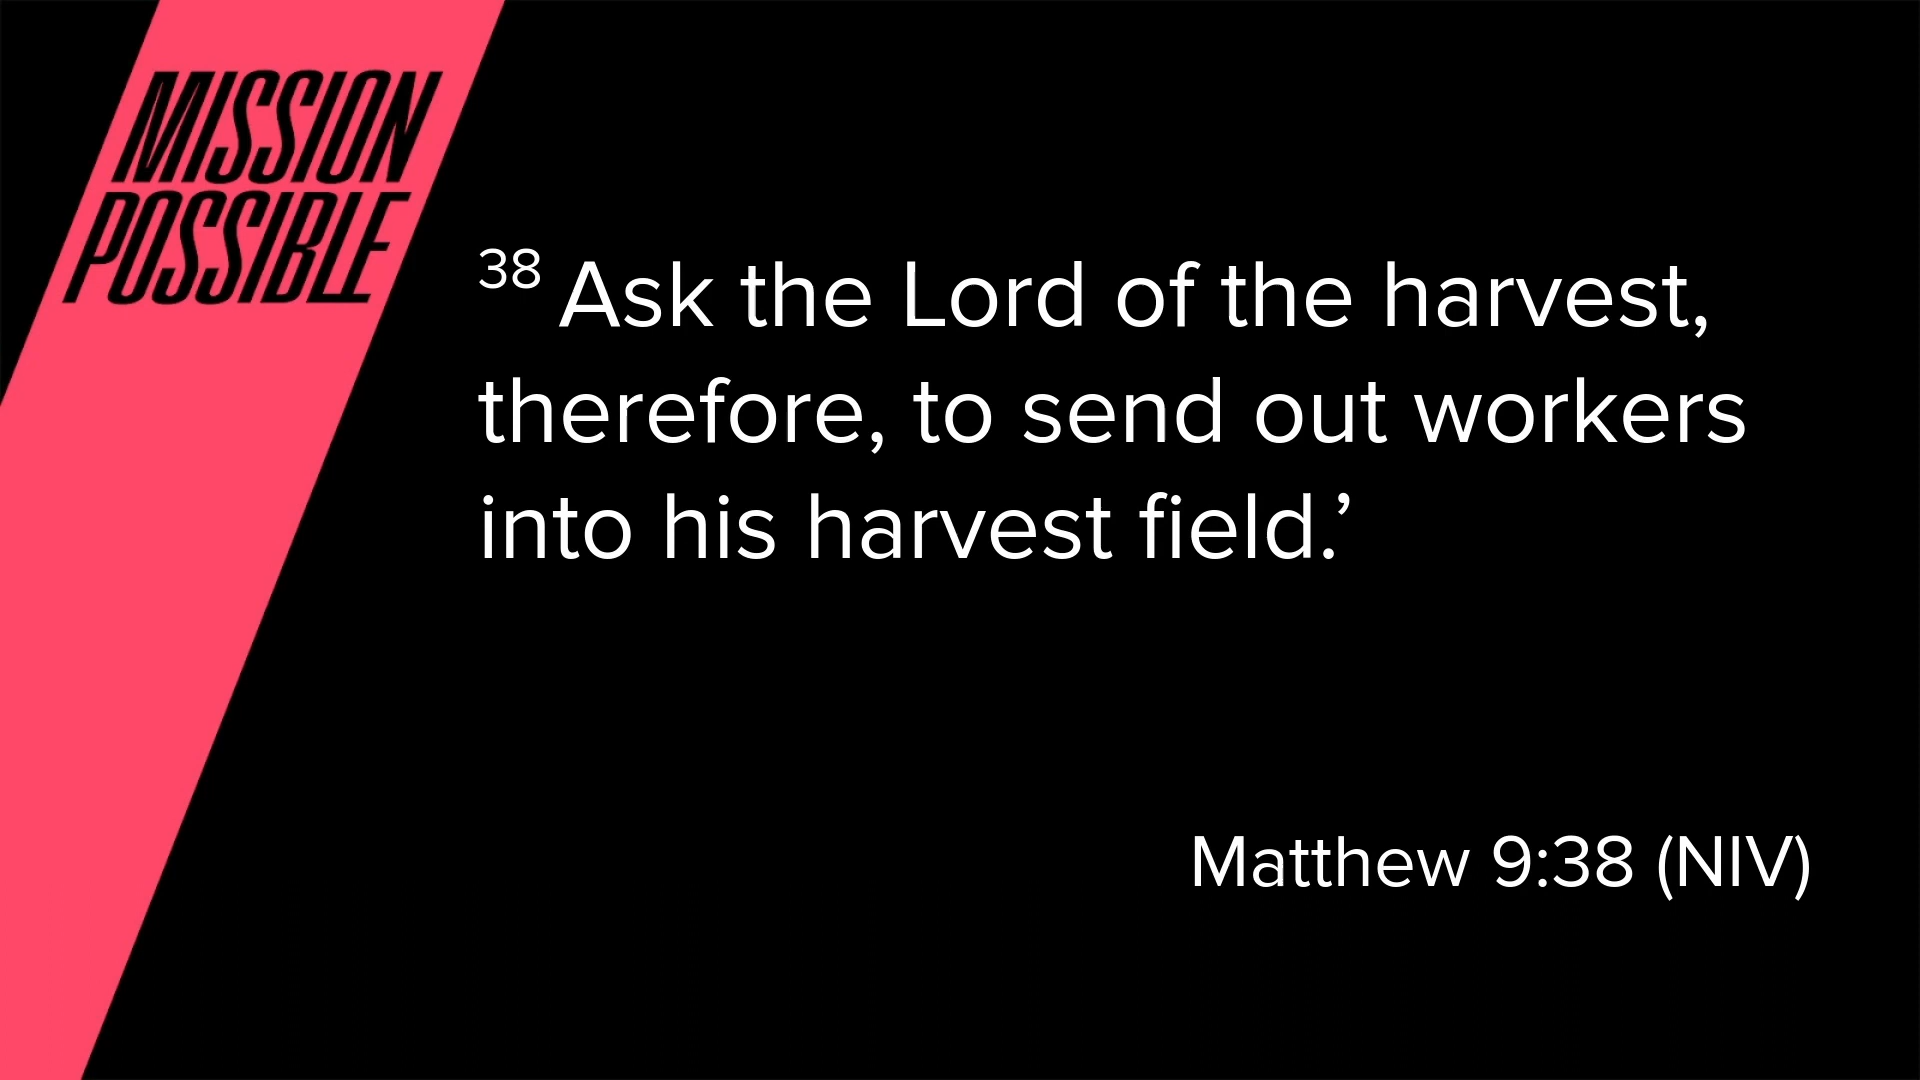 MISSION
POSSIBLE
38 Ask the Lord of the harvest,
therefore, to send out workers
into his harvest field.’
Matthew 9:38 (NIV)